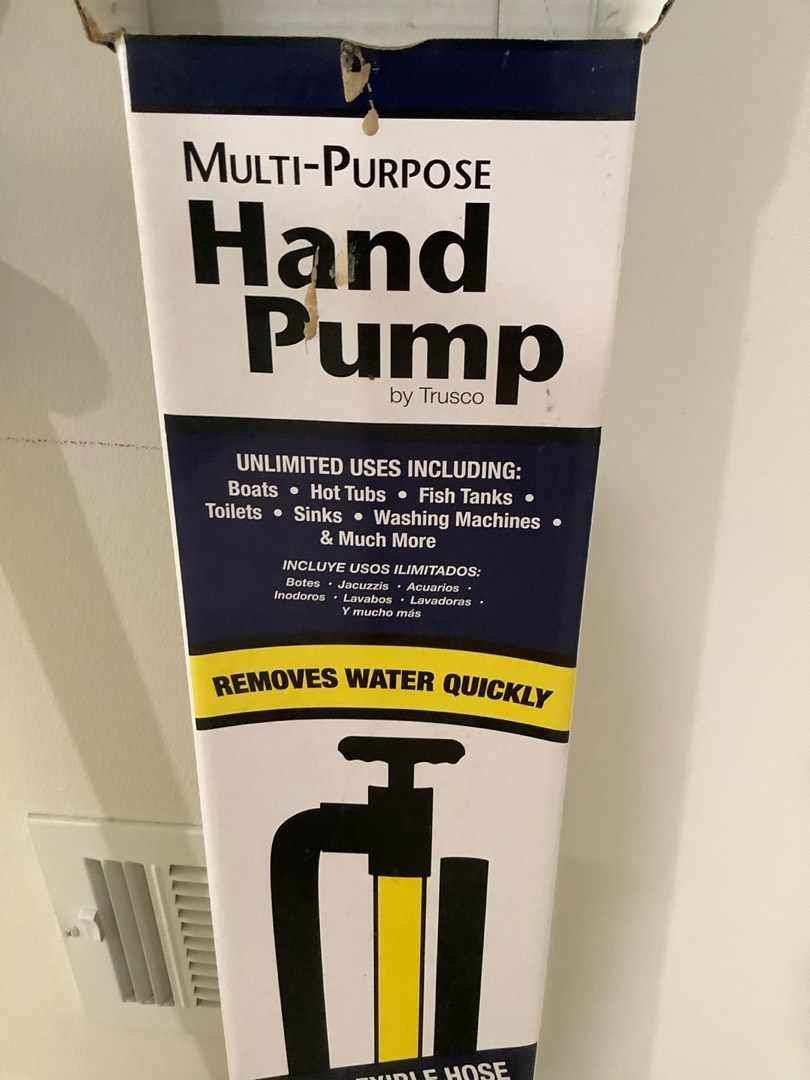 MULTI-PURPOSE
Hand
Pump
by Trusco
UNLIMITED USES INCLUDING:
Boats • Hot Tubs • Fish Tanks •
Toilets • Sinks • Washing Machines •
& Much More
INCLUYE USOS ILIMITADOS:
Botes · Jacuzzis · Acuarios ·
Inodoros · Lavabos · Lavadoras ·
Y mucho más
REMOVES WATER QUICKLY
HOSE